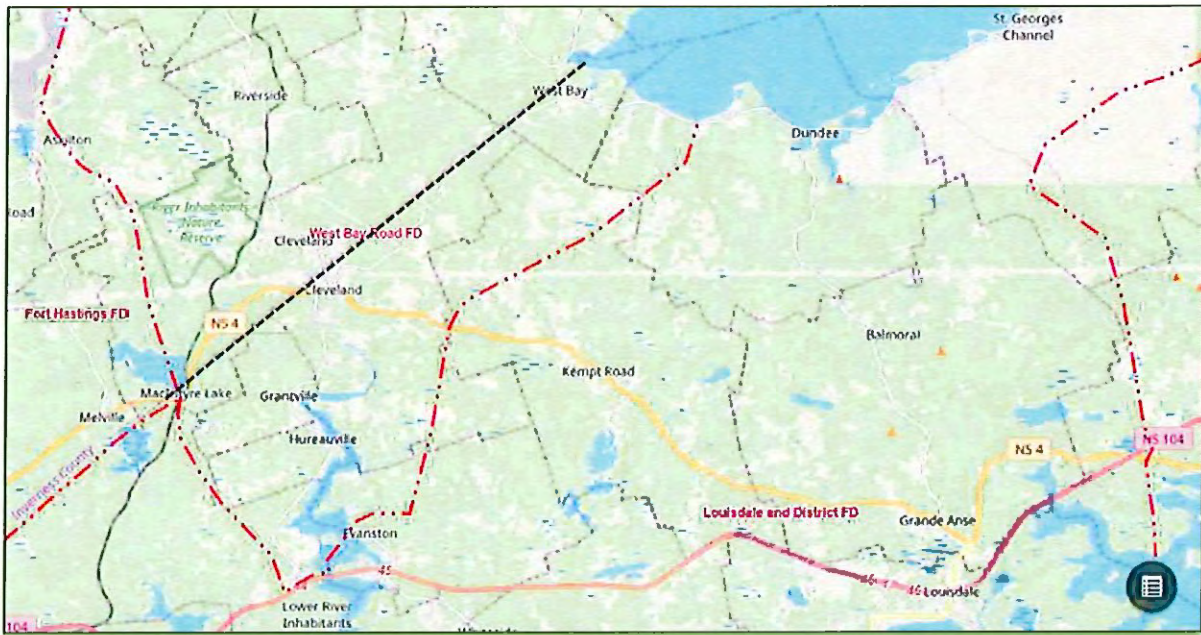 St. Georges
Channel
West Bay
Riverside
Dundee
Askilton
Road
River Inhabitants
Nature
Reserve
West Bay Road FD
Cleveland
Cleveland
Port Hastings FD
NS 4
Balmoral
Kempt Road
MacIntyre Lake
Grantville
Melville
Hureauville
NS 104
NS 4
Inverness County
Louisdale and District FD
Grande Anse
Evanston
45
46
46
Louisdale
Lower River
Inhabitants
104